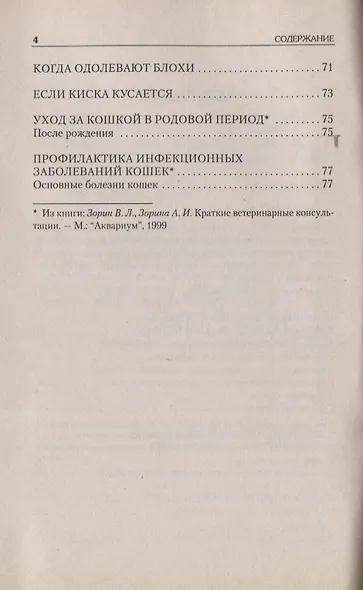 4 СОДЕРЖАНИЕ
КОГДА ОДОЛЕВАЮТ БЛОХИ .................... 71
ЕСЛИ КИСКА КУСАЕТСЯ ........................ 73
УХОД ЗА КОШКОЙ В РОДОВОЙ ПЕРИОД* ........ 75
После рождения .................................. 75
ПРОФИЛАКТИКА ИНФЕКЦИОННЫХ
ЗАБОЛЕВАНИЙ КОШЕК* ........................ 77
Основные болезни кошек .......................... 77
* Из книги: Зорин В. Л., Зорина А. И. Краткие ветеринарные консуль-
тации. — М.: "Аквариум", 1999